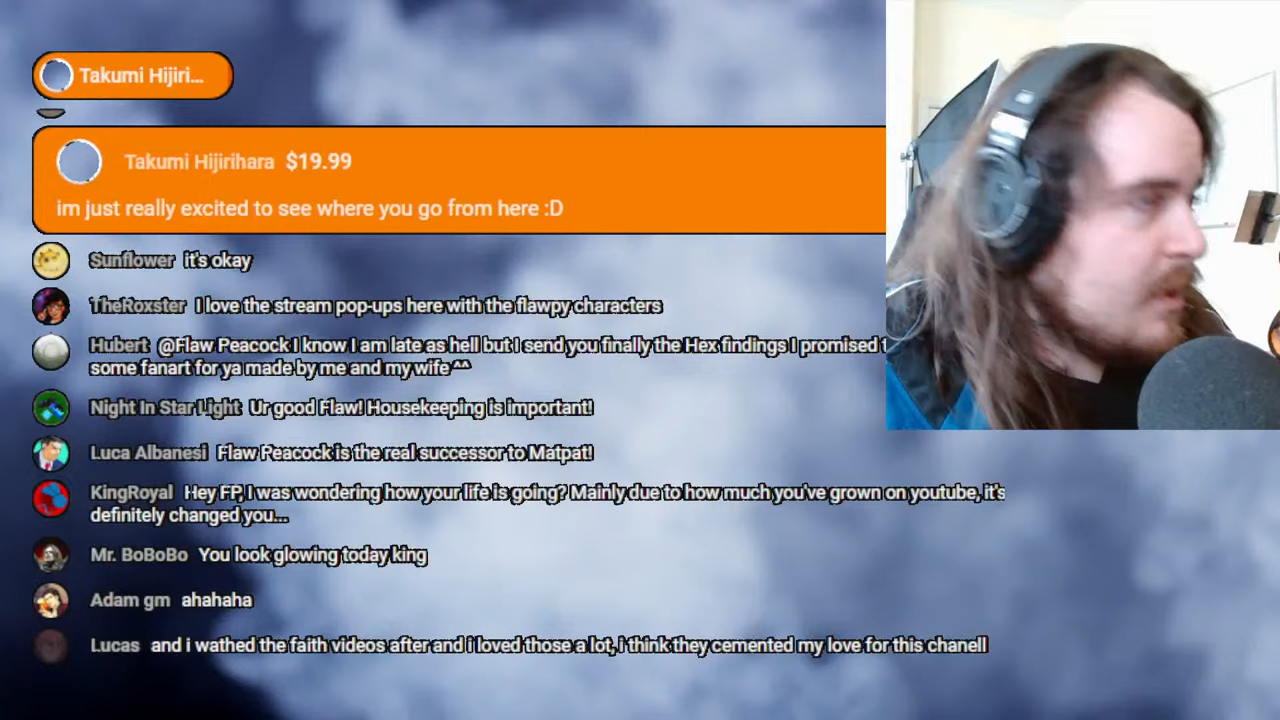 Takumi Hijiri...
Takumi Hijirihara $19.99
im just really excited to see where you go from here :D
Sunflower it's okay
TheRoxster I love the stream pop-ups here with the flawpy characters
Hubert @Flaw Peacock I know I am late as hell but I send you finally the Hex findings I promised
some fanart for ya made by me and my wife ^^
Night In Star Light Ur good Flaw! Housekeeping is important!
Luca Albanesi Flaw Peacock is the real successor to Matpat!
KingRoyal Hey FP, I was wondering how your life is going? Mainly due to how much you've grown on youtube, it's
definitely changed you...
Mr. BoBoBo You look glowing today king
Adam gm ahahaha
Lucas and i wathed the faith videos after and i loved those a lot, i think they cemented my love for this chanell